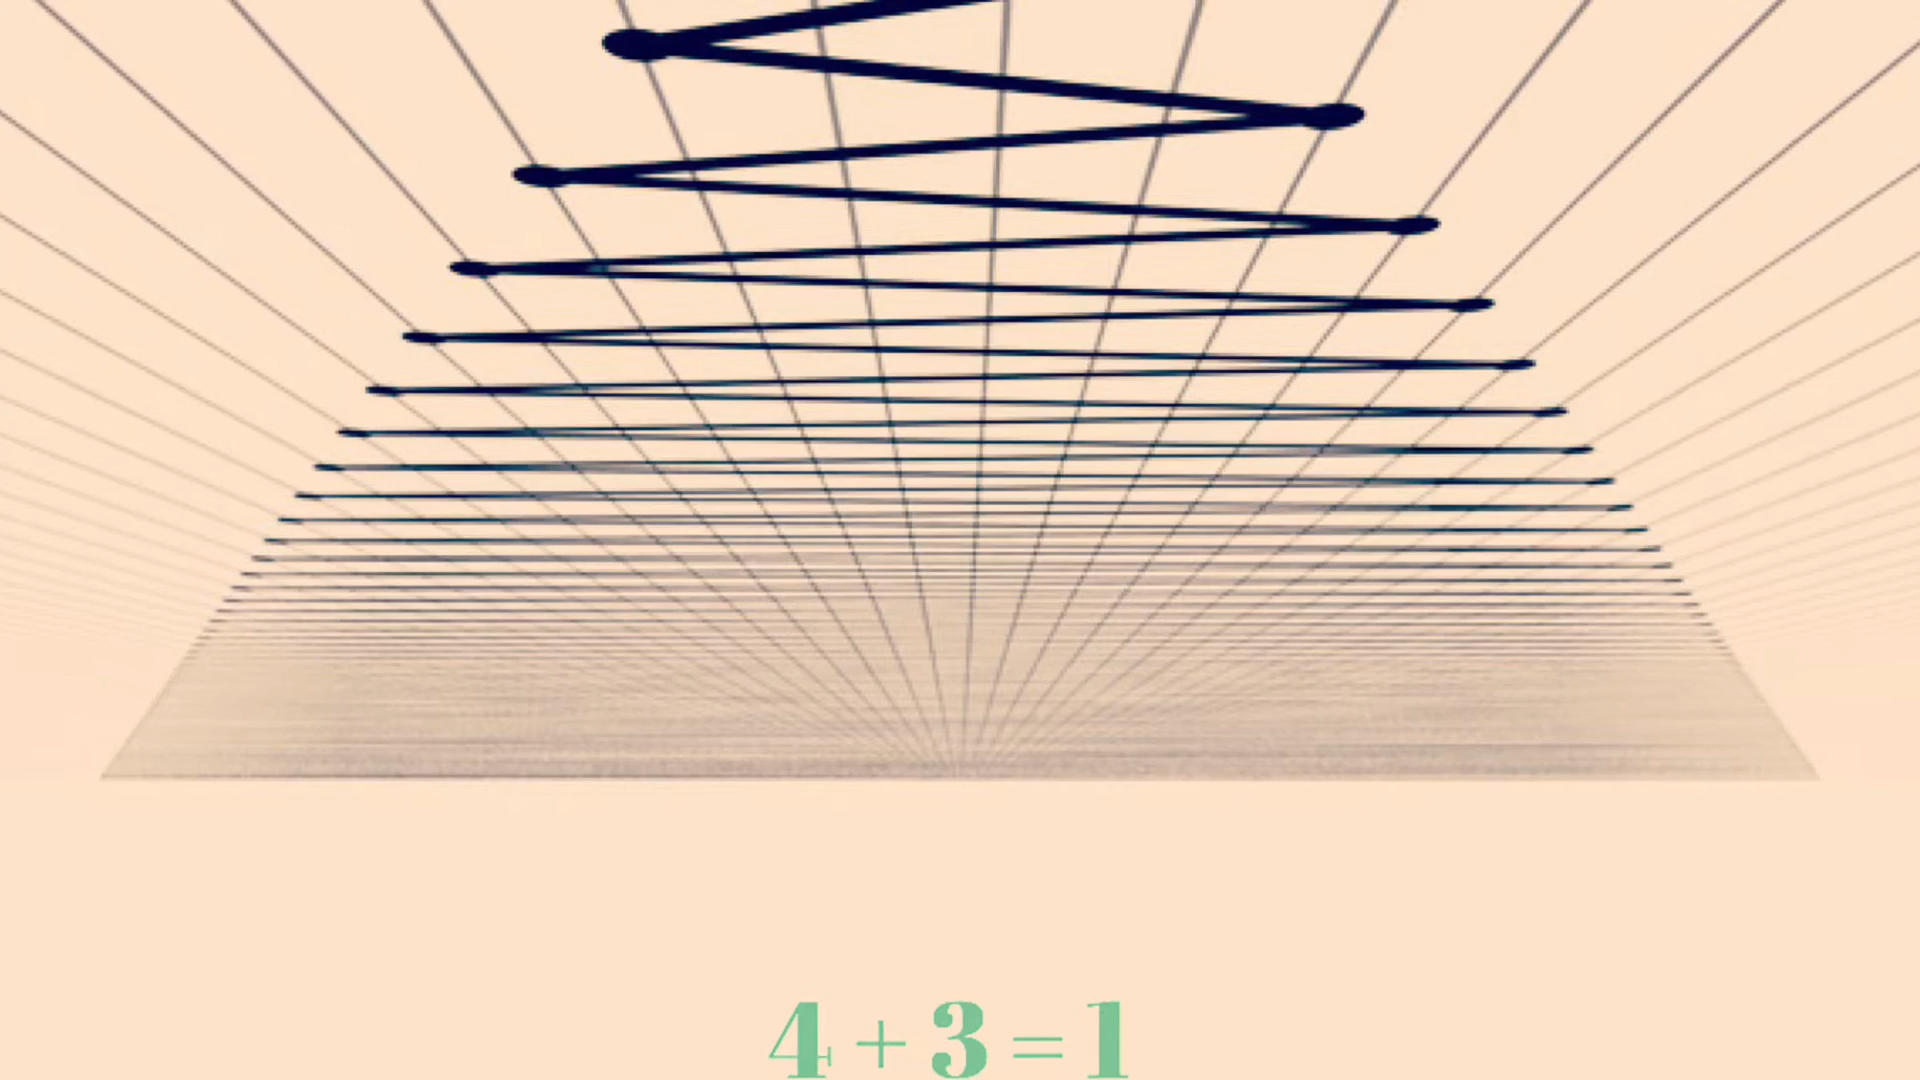 4 + 3 = 1